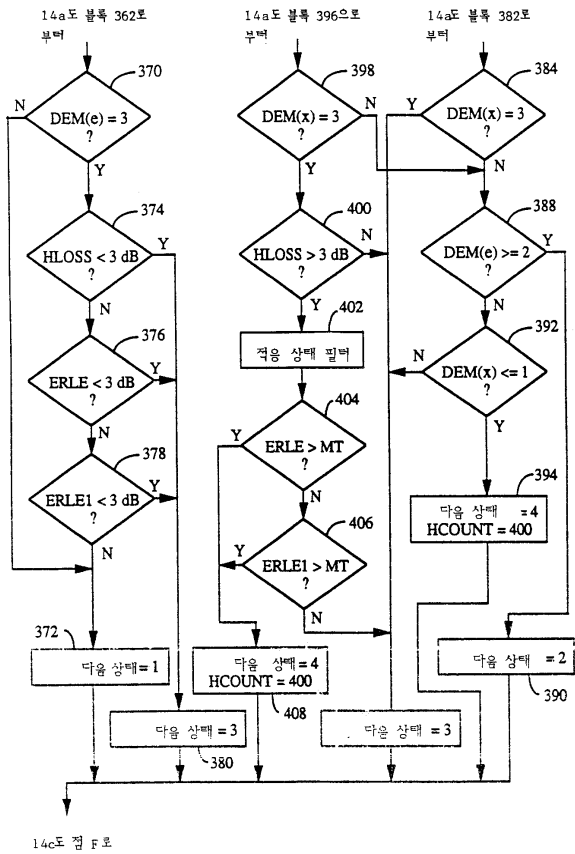 14a도 블록 362로
부터
14a도 블록 396으로
부터
14a도 블록 382로
부터
370
DEM(e) = 3
?
N
Y
398
DEM(x) = 3
?
N
Y
384
DEM(x) = 3
?
Y
N
374
HLOSS < 3 dB
?
Y
N
400
HLOSS > 3 dB
?
N
Y
388
DEM(e) >= 2
?
Y
N
402
적응 상태 필터
376
ERLE < 3 dB
?
Y
N
392
DEM(x) <= 1
?
N
Y
404
ERLE > MT
?
Y
N
378
ERLE1 < 3 dB
?
Y
N
394
다음 상태 = 4
HCOUNT = 400
406
ERLE1 > MT
?
Y
N
372
다음 상태 = 1
다음 상태 = 4
HCOUNT = 400
408
다음 상태 = 2
390
다음 상태 = 3
380
다음 상태 = 3
14c도 점 F로